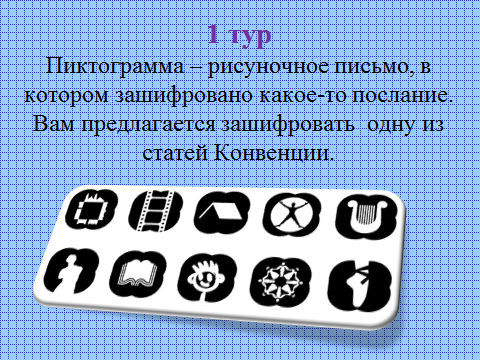 1 тур
Пиктограмма – рисуночное письмо, в
котором зашифровано какое-то послание.
Вам предлагается зашифровать одну из
статей Конвенции.